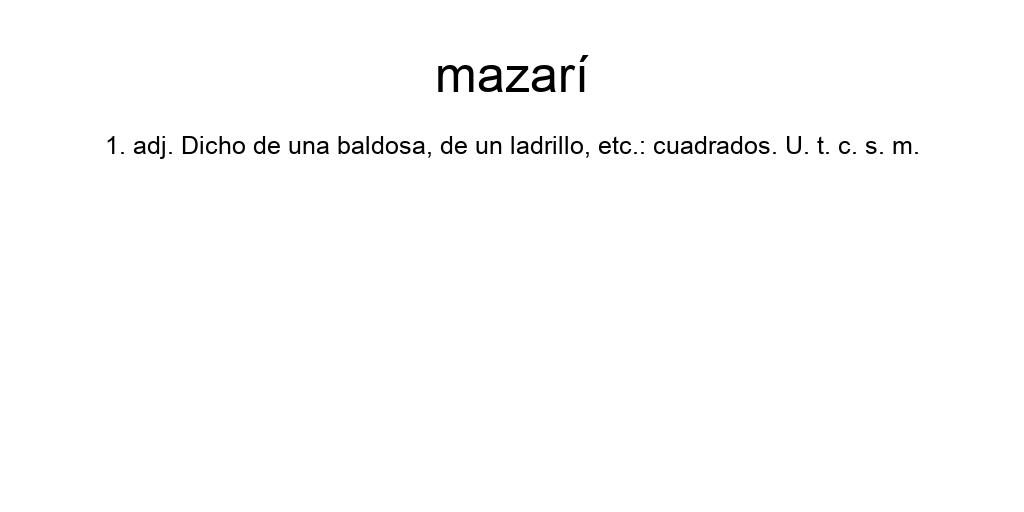 mazarí
1. adj. Dicho de una baldosa, de un ladrillo, etc.: cuadrados. U. t. c. s. m.